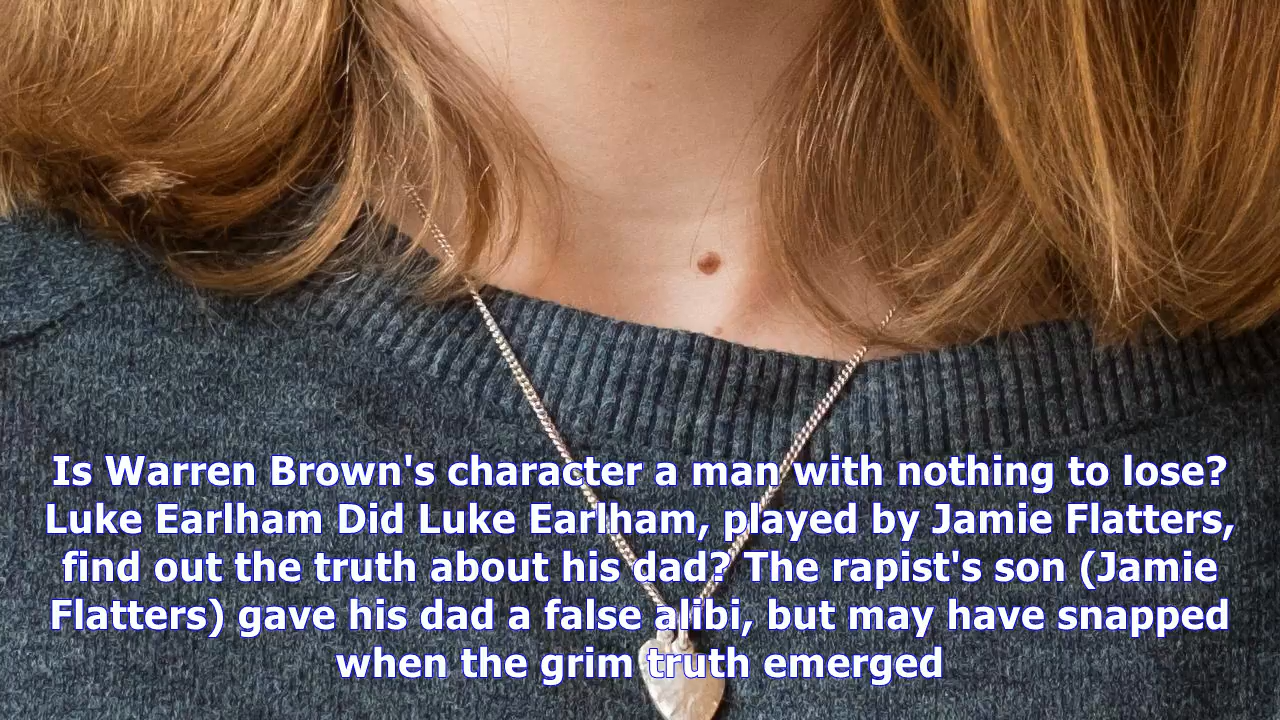 Is Warren Brown's character a man with nothing to lose?
Luke Earlham Did Luke Earlham, played by Jamie Flatters,
find out the truth about his dad? The rapist's son (Jamie
Flatters) gave his dad a false alibi, but may have snapped
when the grim truth emerged